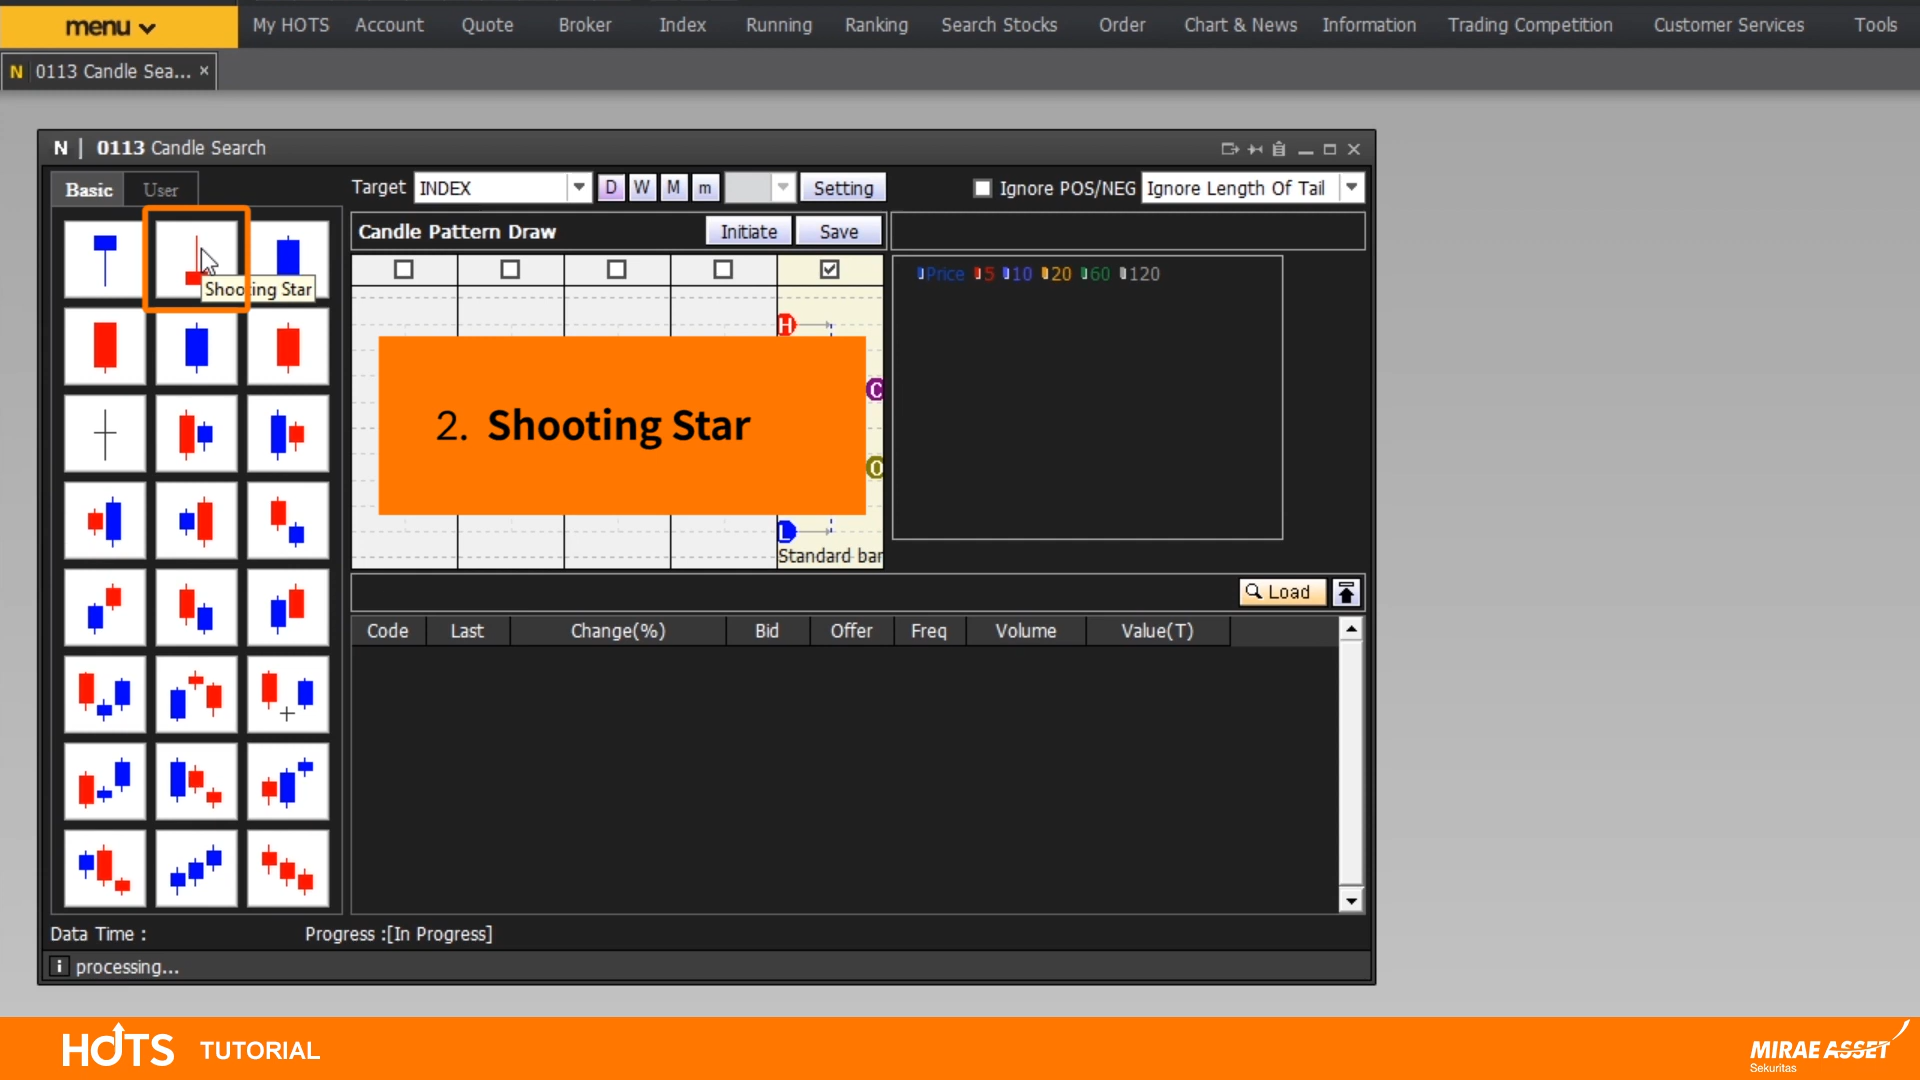 menu My HOTS Account Quote Broker Index Running Ranking Search Stocks Order Chart & News Information Trading Competition Customer Services Tools
N 0113 Candle Sea... ×
N | 0113 Candle Search
Basic User Target INDEX D W M m Setting Ignore POS/NEG Ignore Length Of Tail
Candle Pattern Draw Initiate Save
Price 5 10 20 60 120
Shooting Star
H
C
2. Shooting Star
O
L
Standard bar
Load
Code Last Change(%) Bid Offer Freq Volume Value(T)
Data Time : Progress :[In Progress]
i processing...
HOTS TUTORIAL
MIRAE ASSET
Sekuritas